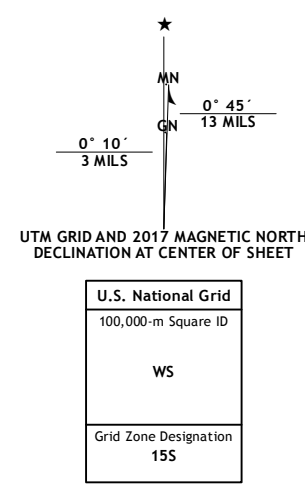 ★
MN
0° 45´
13 MILS
GN
0° 10´
3 MILS
UTM GRID AND 2017 MAGNETIC NORTH
DECLINATION AT CENTER OF SHEET
U.S. National Grid
100,000-m Square ID
WS
Grid Zone Designation
15S